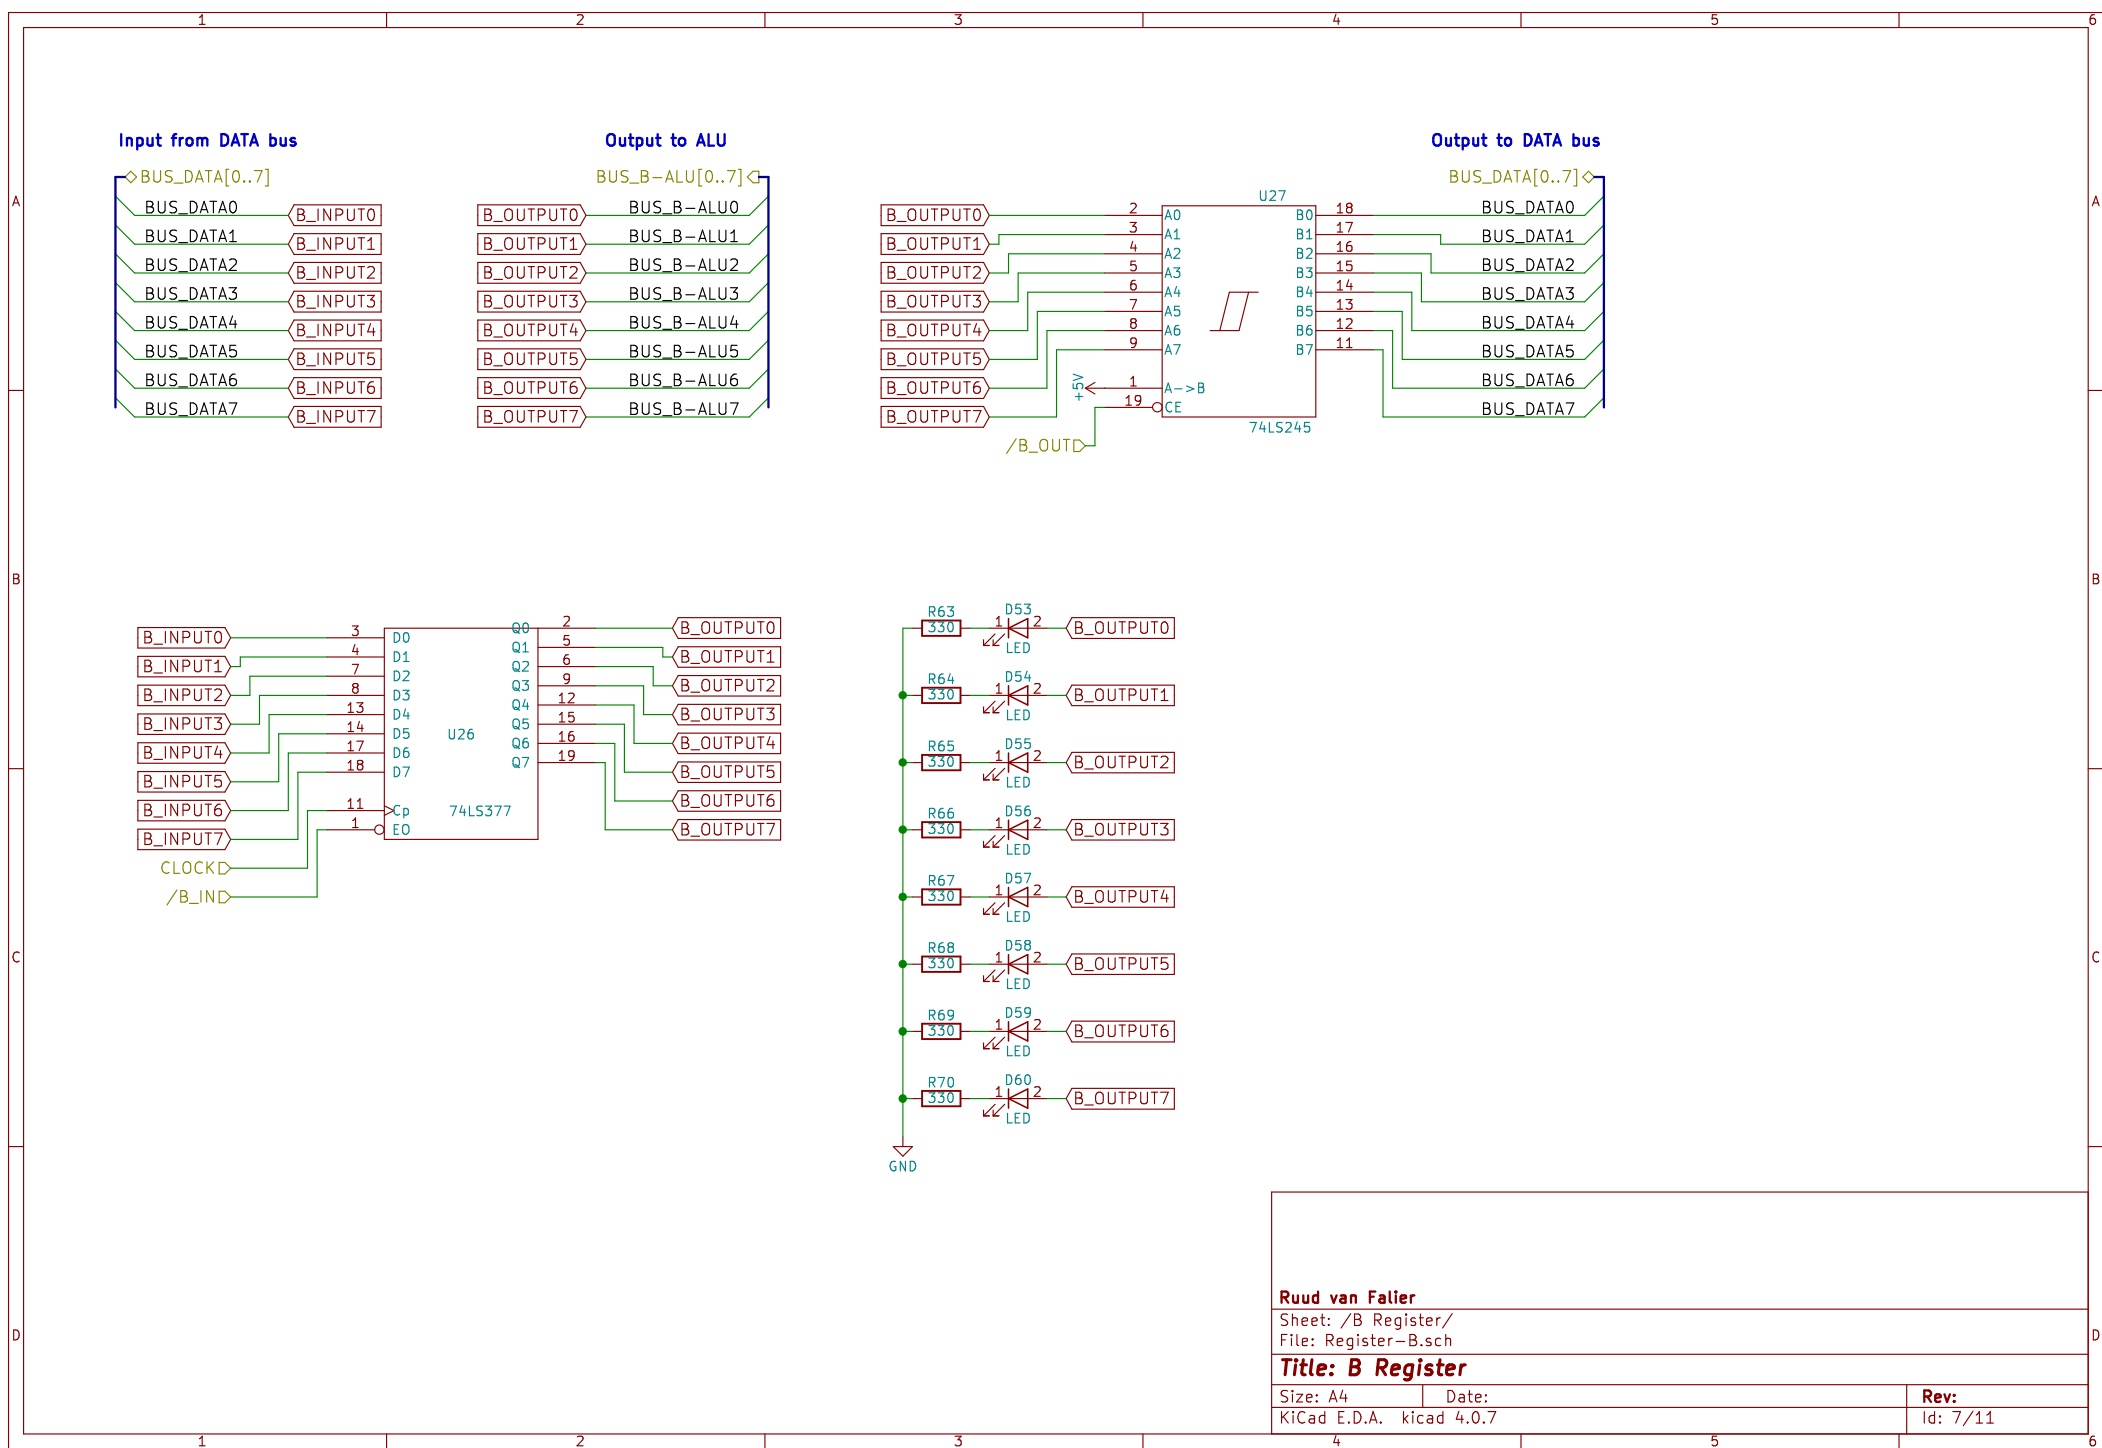 1 2 3 4 5 6
Input from DATA bus
BUS_DATA[0..7]
BUS_DATA0 B_INPUT0
BUS_DATA1 B_INPUT1
BUS_DATA2 B_INPUT2
BUS_DATA3 B_INPUT3
BUS_DATA4 B_INPUT4
BUS_DATA5 B_INPUT5
BUS_DATA6 B_INPUT6
BUS_DATA7 B_INPUT7
Output to ALU
BUS_B-ALU[0..7]
B_OUTPUT0 BUS_B-ALU0
B_OUTPUT1 BUS_B-ALU1
B_OUTPUT2 BUS_B-ALU2
B_OUTPUT3 BUS_B-ALU3
B_OUTPUT4 BUS_B-ALU4
B_OUTPUT5 BUS_B-ALU5
B_OUTPUT6 BUS_B-ALU6
B_OUTPUT7 BUS_B-ALU7
Output to DATA bus
BUS_DATA[0..7]
U27
B_OUTPUT0 2 A0 B0 18 BUS_DATA0
B_OUTPUT1 3 A1 B1 17 BUS_DATA1
B_OUTPUT2 4 A2 B2 16 BUS_DATA2
B_OUTPUT3 5 A3 B3 15 BUS_DATA3
B_OUTPUT4 6 A4 B4 14 BUS_DATA4
B_OUTPUT5 7 A5 B5 13 BUS_DATA5
B_OUTPUT6 8 A6 B6 12 BUS_DATA6
B_OUTPUT7 9 A7 B7 11 BUS_DATA7
+5V 1 A->B
19 CE
74LS245
/B_OUT
A A
B B
B_INPUT0 3 D0 Q0 2 B_OUTPUT0
B_INPUT1 4 D1 Q1 5 B_OUTPUT1
B_INPUT2 7 D2 Q2 6 B_OUTPUT2
B_INPUT3 8 D3 Q3 9 B_OUTPUT3
B_INPUT4 13 D4 Q4 12 B_OUTPUT4
B_INPUT5 14 D5 Q5 15 B_OUTPUT5
B_INPUT6 17 D6 Q6 16 B_OUTPUT6
B_INPUT7 18 D7 Q7 19 B_OUTPUT7
U26
11 Cp 74LS377
1 EO
CLOCK
/B_IN
R63 D53
330 1 2 B_OUTPUT0
LED
R64 D54
330 1 2 B_OUTPUT1
LED
R65 D55
330 1 2 B_OUTPUT2
LED
R66 D56
330 1 2 B_OUTPUT3
LED
R67 D57
330 1 2 B_OUTPUT4
LED
R68 D58
330 1 2 B_OUTPUT5
LED
R69 D59
330 1 2 B_OUTPUT6
LED
R70 D60
330 1 2 B_OUTPUT7
LED
GND
C C
D D
Ruud van Falier
Sheet: /B Register/
File: Register-B.sch
Title: B Register
Size: A4 Date: Rev:
KiCad E.D.A. kicad 4.0.7 Id: 7/11
1 2 3 4 5 6